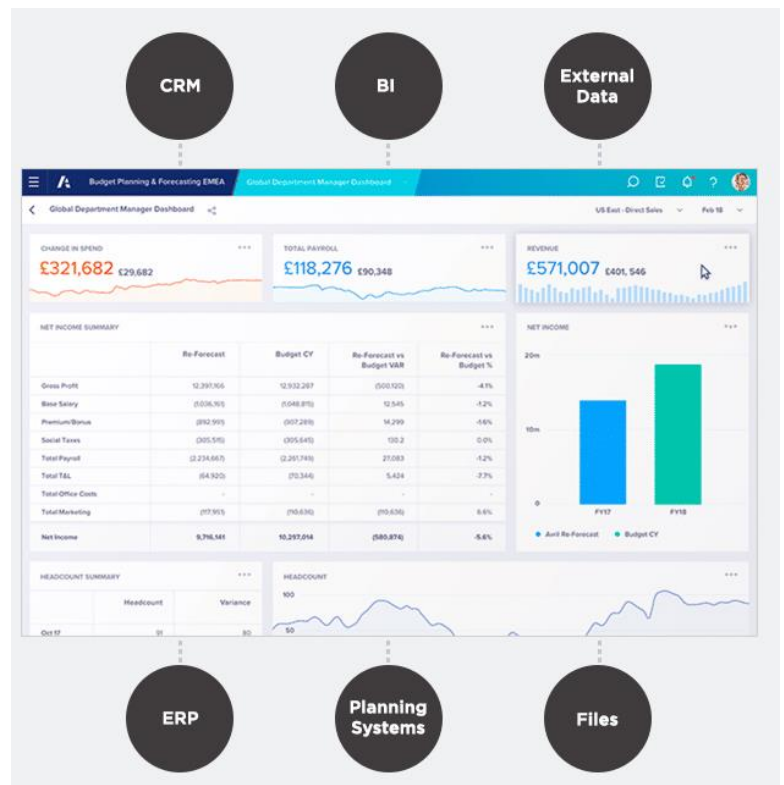 CRM
BI
External
Data
Budget Planning & Forecasting EMEA
Global Department Manager Dashboard
?
Global Department Manager Dashboard
US East - Direct Sales
Feb 18
CHANGE IN SPEND
£321,682 £29,682
TOTAL PAYROLL
£118,276 £90,348
REVENUE
£571,007 £401, 546
NET INCOME SUMMARY
Re-Forecast Budget CY Re-Forecast vs Re-Forecast vs
Budget VAR Budget %
Gross Profit 12,397,166 12,932,287 (500,120) -4.1%
Base Salary (1,036,161) (1,048,815) 12,545 -1.2%
Premium/Bonus (892,991) (907,289) 14,299 -1.6%
Social Taxes (305,515) (305,645) 130.2 0.0%
Total Payroll (2,234,667) (2,261,749) 27,083 -1.2%
Total T&L (64,920) (70,344) 5,424 -7.7%
Total Office Costs - - - -
Total Marketing (117,951) (110,636) (110,636) 6.6%
Net Income 9,716,141 10,297,014 (580,874) -5.6%
NET INCOME
20m
10m
0
FY17 FY18
Avril Re-Forecast Budget CY
HEADCOUNT SUMMARY
Headcount Variance
Oct 17 91 80
HEADCOUNT
100
50
ERP
Planning
Systems
Files